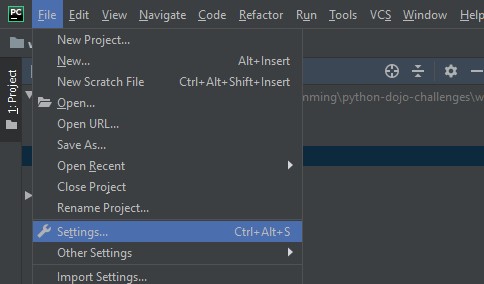 PC File Edit View Navigate Code Refactor Run Tools VCS Window Help
New Project...
New... Alt+Insert
New Scratch File Ctrl+Alt+Shift+Insert
Open...
Open URL...
Save As...
Open Recent
Close Project
Rename Project...
Settings... Ctrl+Alt+S
Other Settings
Import Settings...
1: Project
mming\python-dojo-challenges\w